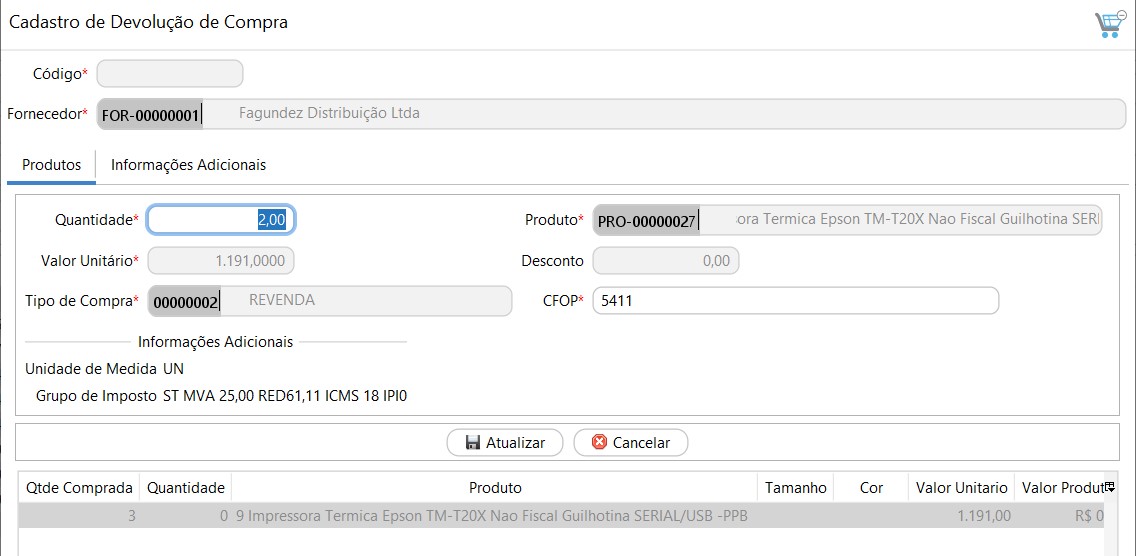 Cadastro de Devolução de Compra
Código*
Fornecedor* FOR-00000001 Fagundez Distribuição Ltda
Produtos Informações Adicionais
Quantidade* 2,00 Produto* PRO-00000027 Termica Epson TM-T20X Nao Fiscal Guilhotina
Valor Unitário* 1.191,0000 Desconto 0,00
Tipo de Compra* 00000002 REVENDA CFOP* 5411
Informações Adicionais
Unidade de Medida UN
Grupo de Imposto ST MVA 25,00 RED61,11 ICMS 18 IPI0
Atualizar Cancelar
Qtde Comprada Quantidade Produto Tamanho Cor Valor Unitario Valor
3 0 9 Impressora Termica Epson TM-T20X Nao Fiscal Guilhotina SERIAL/USB -PPB 1.191,00 R$ 0